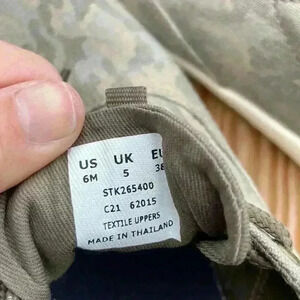 US UK EU
6M 5 38
STK265400
C21 62015
TEXTILE UPPERS
MADE IN THAILAND